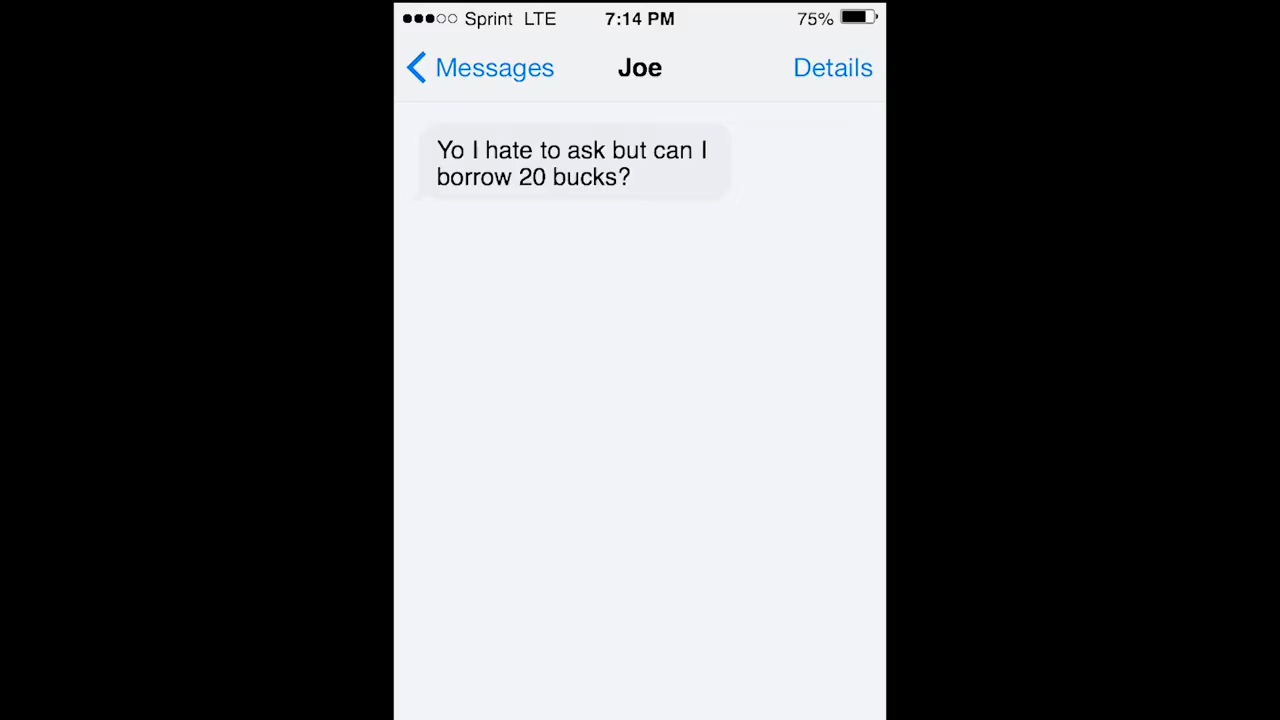 Sprint LTE 7:14 PM 75%
Messages Joe Details
Yo I hate to ask but can I
borrow 20 bucks?